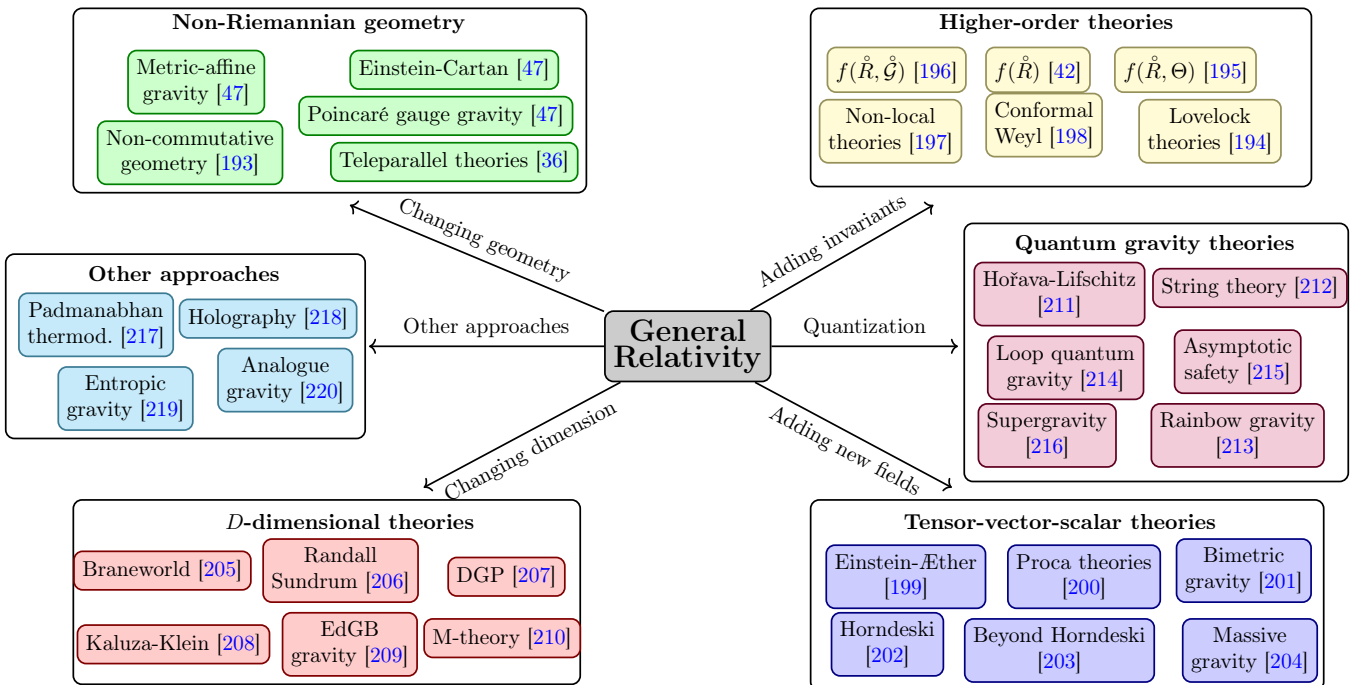 Non-Riemannian geometry
Metric-affine
gravity [47]
Einstein-Cartan [47]
Poincaré gauge gravity [47]
Non-commutative
geometry [193]
Teleparallel theories [36]
Higher-order theories
f(R̊, 𝒢̊) [196]
f(R̊) [42]
f(R̊, Θ) [195]
Non-local
theories [197]
Conformal
Weyl [198]
Lovelock
theories [194]
Changing geometry
Adding invariants
Other approaches
Padmanabhan
thermod. [217]
Holography [218]
Entropic
gravity [219]
Analogue
gravity [220]
Other approaches
General
Relativity
Quantization
Quantum gravity theories
Hořava-Lifschitz
[211]
String theory [212]
Loop quantum
gravity [214]
Asymptotic
safety [215]
Supergravity
[216]
Rainbow gravity
[213]
Changing dimension
Adding new fields
D-dimensional theories
Braneworld [205]
Randall
Sundrum [206]
DGP [207]
Kaluza-Klein [208]
EdGB
gravity [209]
M-theory [210]
Tensor-vector-scalar theories
Einstein-Æther
[199]
Proca theories
[200]
Bimetric
gravity [201]
Horndeski
[202]
Beyond Horndeski
[203]
Massive
gravity [204]